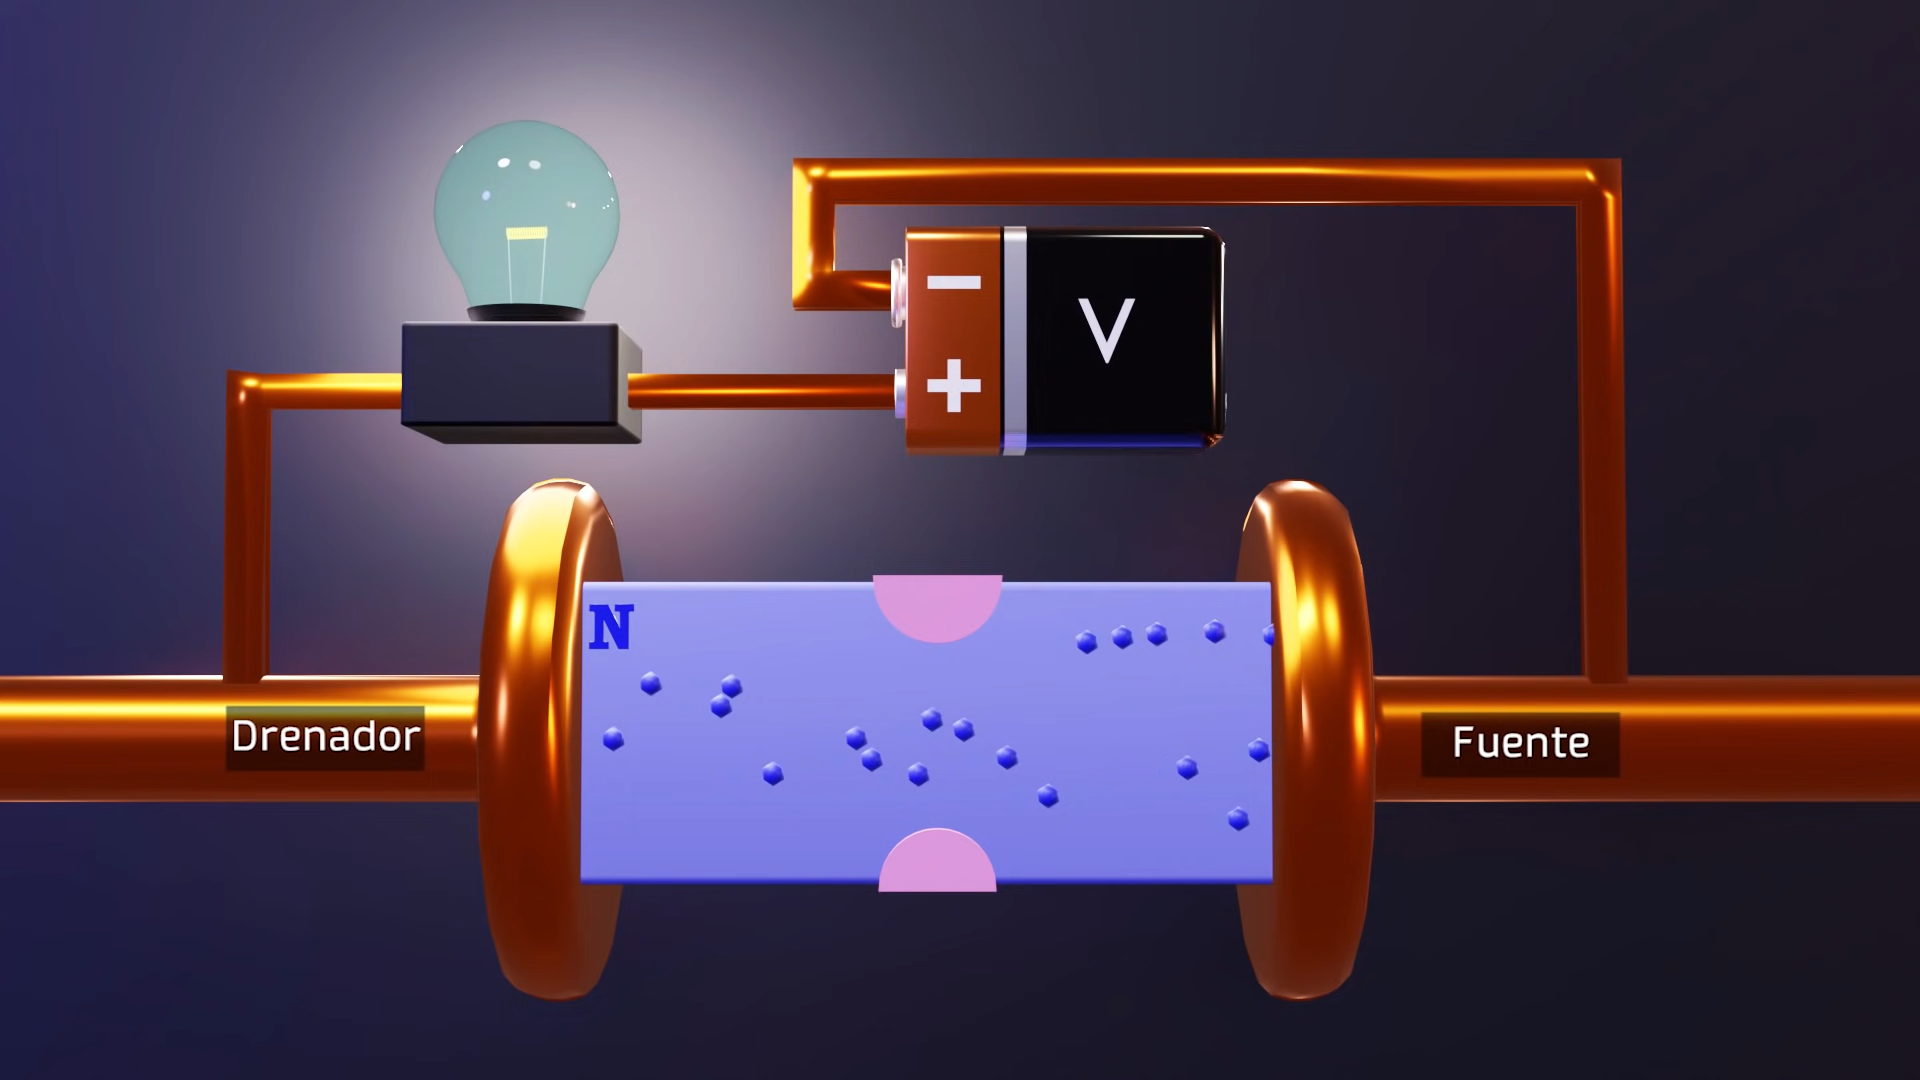 −
+
V
N
Drenador
Fuente